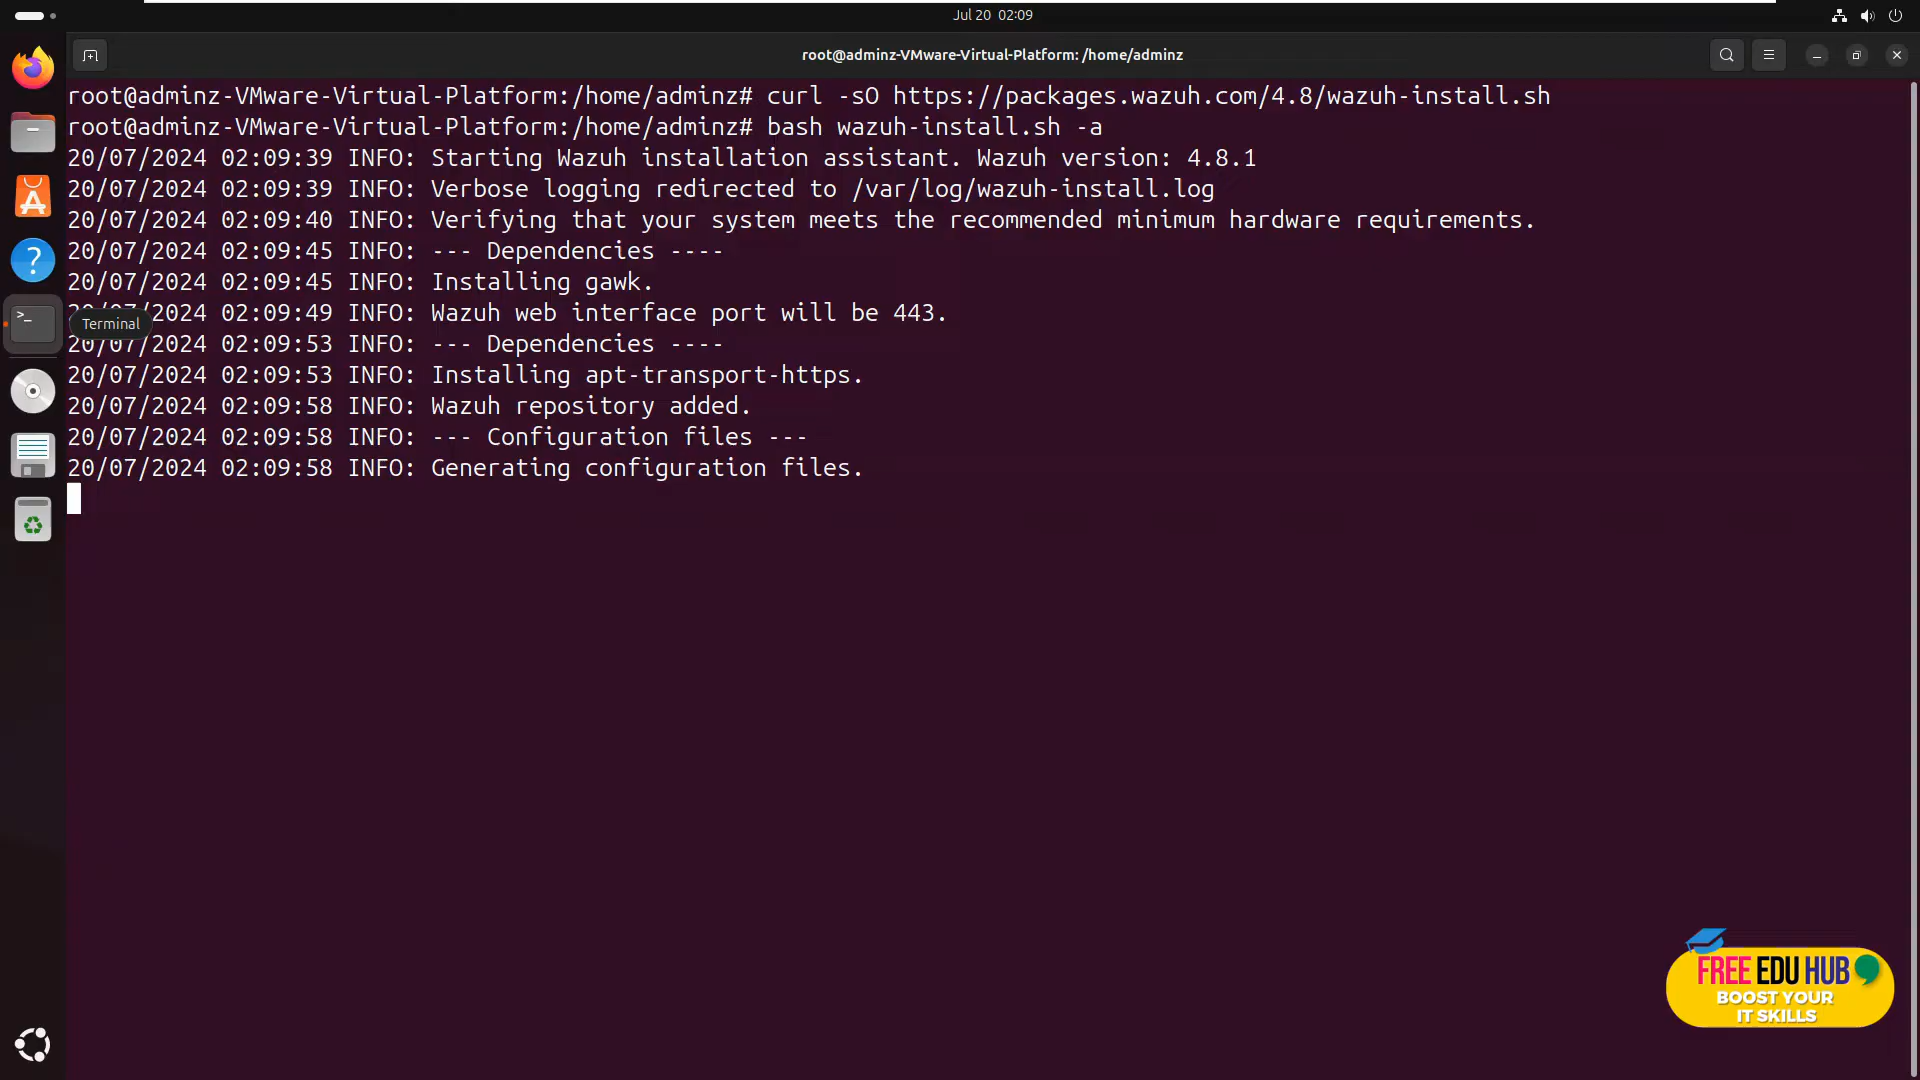 Jul 20 02:09
root@adminz-VMware-Virtual-Platform: /home/adminz
root@adminz-VMware-Virtual-Platform:/home/adminz# curl -sO https://packages.wazuh.com/4.8/wazuh-install.sh
root@adminz-VMware-Virtual-Platform:/home/adminz# bash wazuh-install.sh -a
20/07/2024 02:09:39 INFO: Starting Wazuh installation assistant. Wazuh version: 4.8.1
20/07/2024 02:09:39 INFO: Verbose logging redirected to /var/log/wazuh-install.log
20/07/2024 02:09:40 INFO: Verifying that your system meets the recommended minimum hardware requirements.
20/07/2024 02:09:45 INFO: --- Dependencies ----
20/07/2024 02:09:45 INFO: Installing gawk.
20/07/2024 02:09:49 INFO: Wazuh web interface port will be 443.
Terminal
20/07/2024 02:09:53 INFO: --- Dependencies ----
20/07/2024 02:09:53 INFO: Installing apt-transport-https.
20/07/2024 02:09:58 INFO: Wazuh repository added.
20/07/2024 02:09:58 INFO: --- Configuration files ---
20/07/2024 02:09:58 INFO: Generating configuration files.
FREE EDU HUB
BOOST YOUR
IT SKILLS